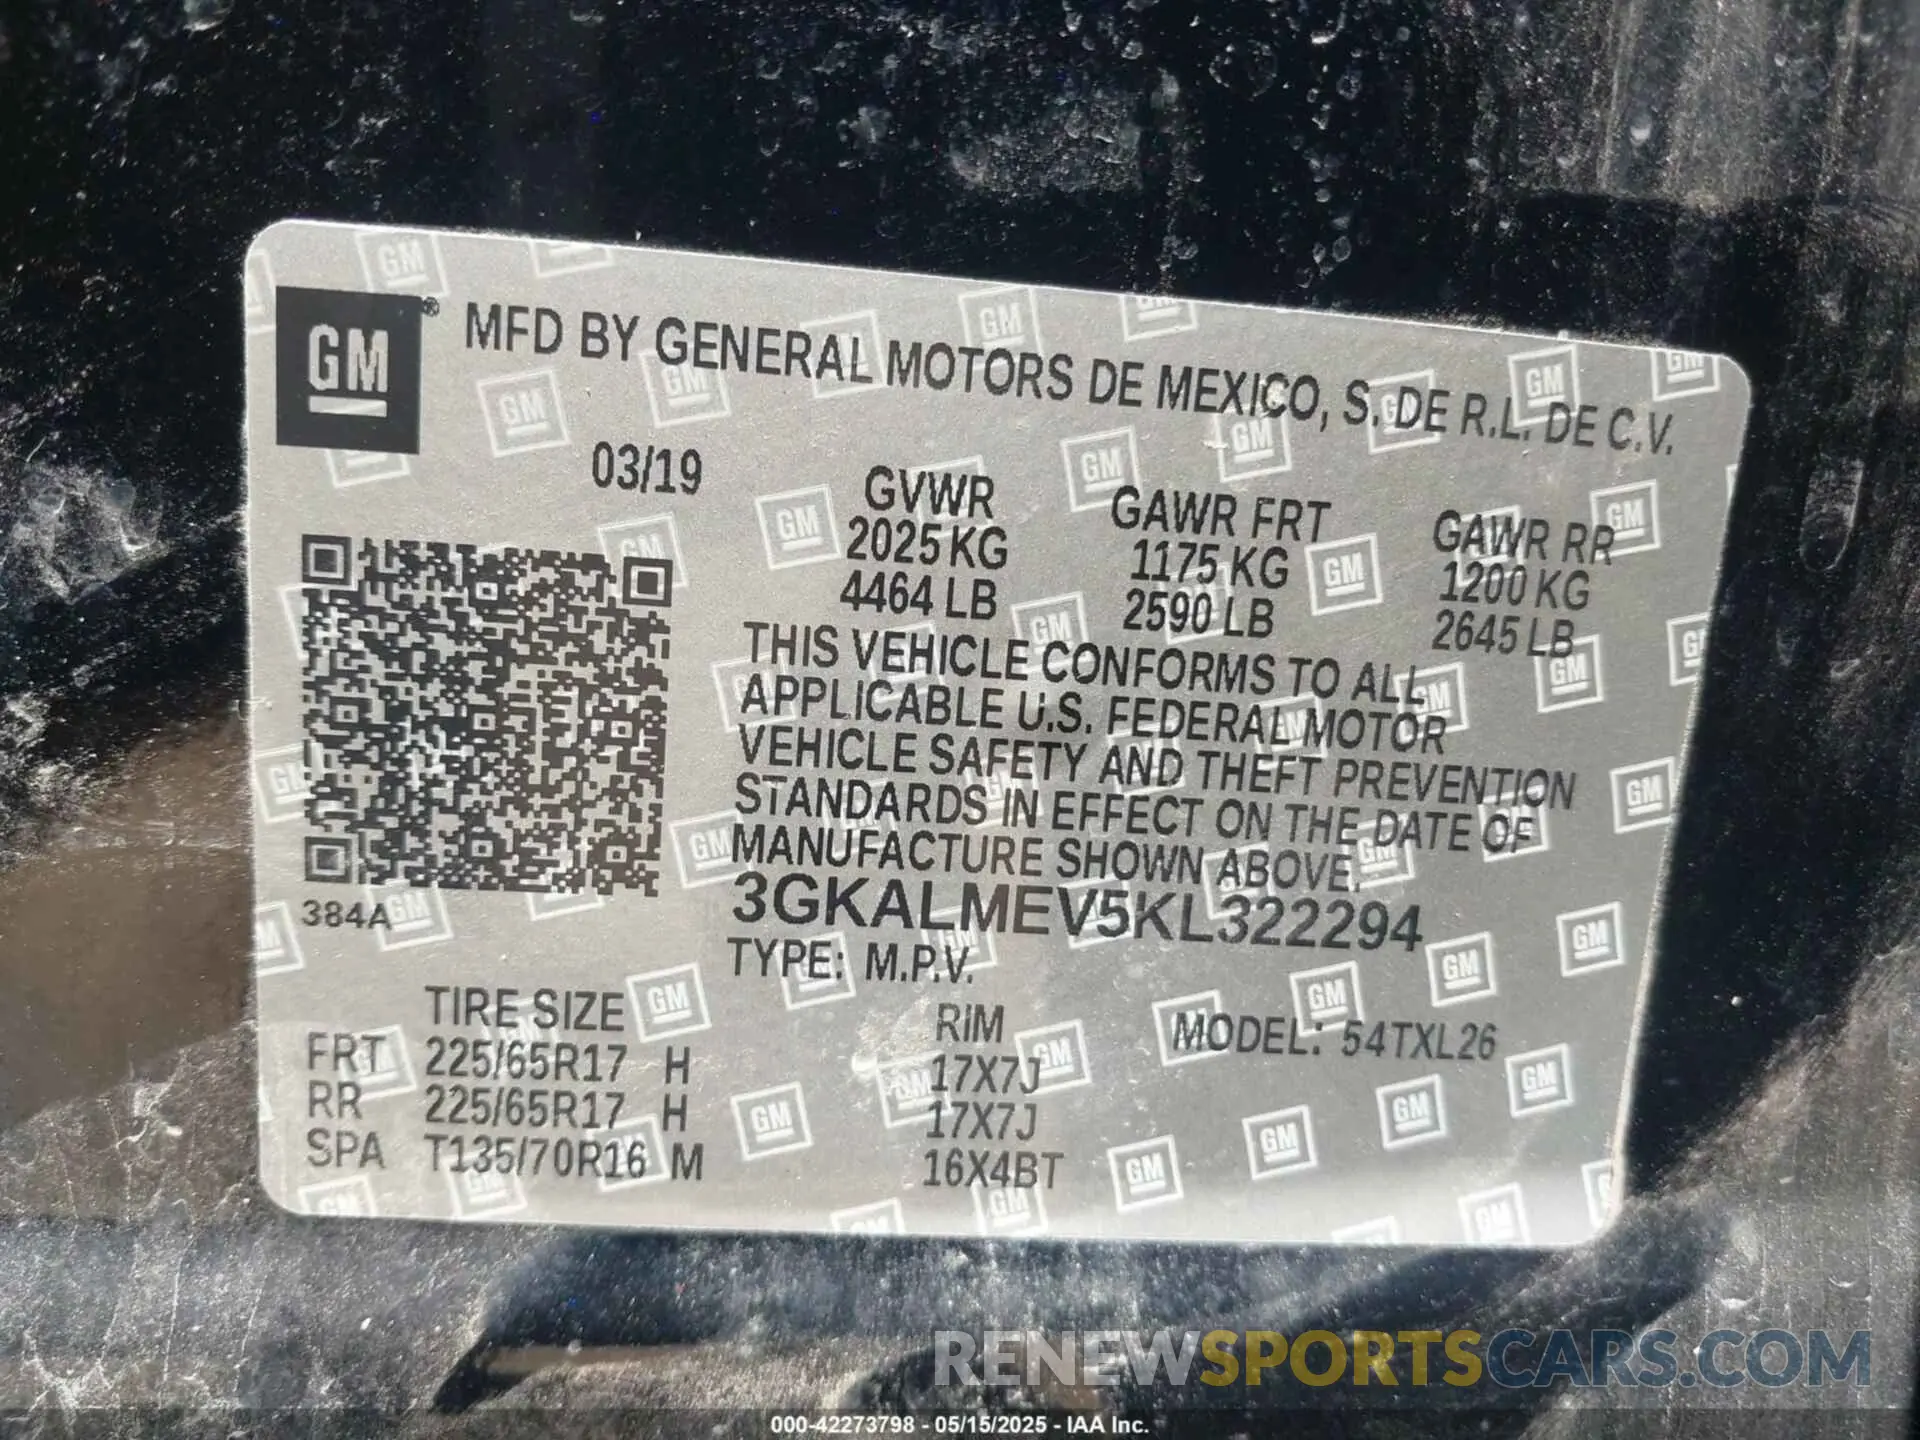 GM®
MFD BY GENERAL MOTORS DE MEXICO, S. DE R.L. DE C.V.
03/19
GVWR
2025 KG
4464 LB
GAWR FRT
1175 KG
2590 LB
GAWR RR
1200 KG
2645 LB
THIS VEHICLE CONFORMS TO ALL
APPLICABLE U.S. FEDERAL MOTOR
VEHICLE SAFETY AND THEFT PREVENTION
STANDARDS IN EFFECT ON THE DATE OF
MANUFACTURE SHOWN ABOVE.
3GKALMEV5KL322294
TYPE: M.P.V.
384A
TIRE SIZE RIM MODEL: 54TXL26
FRT 225/65R17 H 17X7J
RR 225/65R17 H 17X7J
SPA T135/70R16 M 16X4BT
RENEWSPORTSCARS.COM
000-42273798 - 05/15/2025 - IAA Inc.